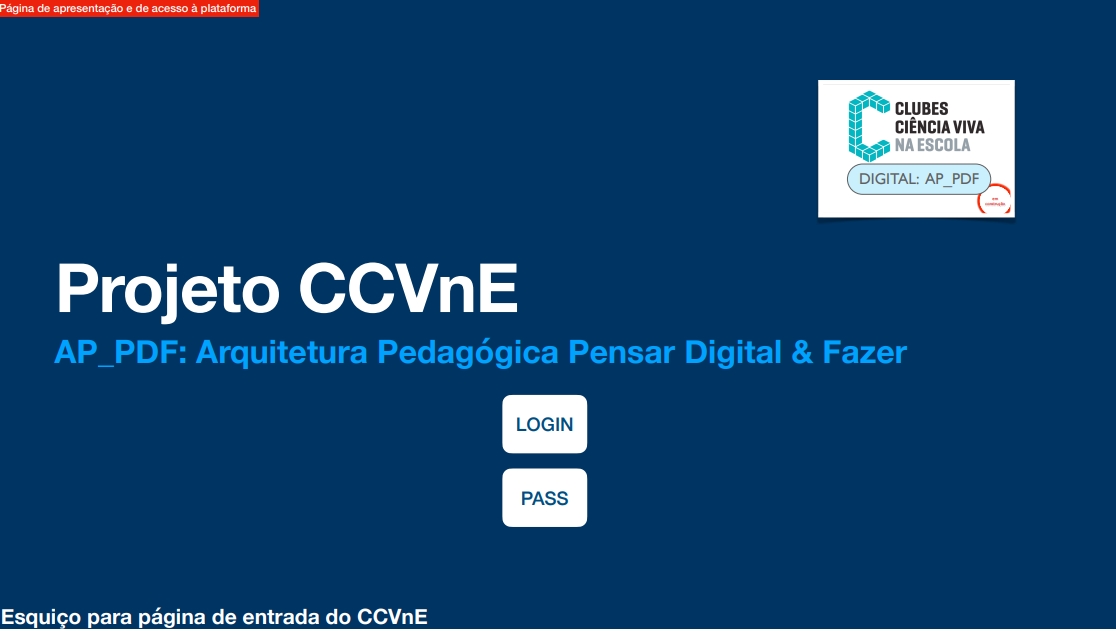 Página de apresentação e de acesso à plataforma
CLUBES
CIÊNCIA VIVA
NA ESCOLA
DIGITAL: AP_PDF
Projeto CCVnE
AP_PDF: Arquitetura Pedagógica Pensar Digital & Fazer
LOGIN
PASS
Esquiço para página de entrada do CCVnE